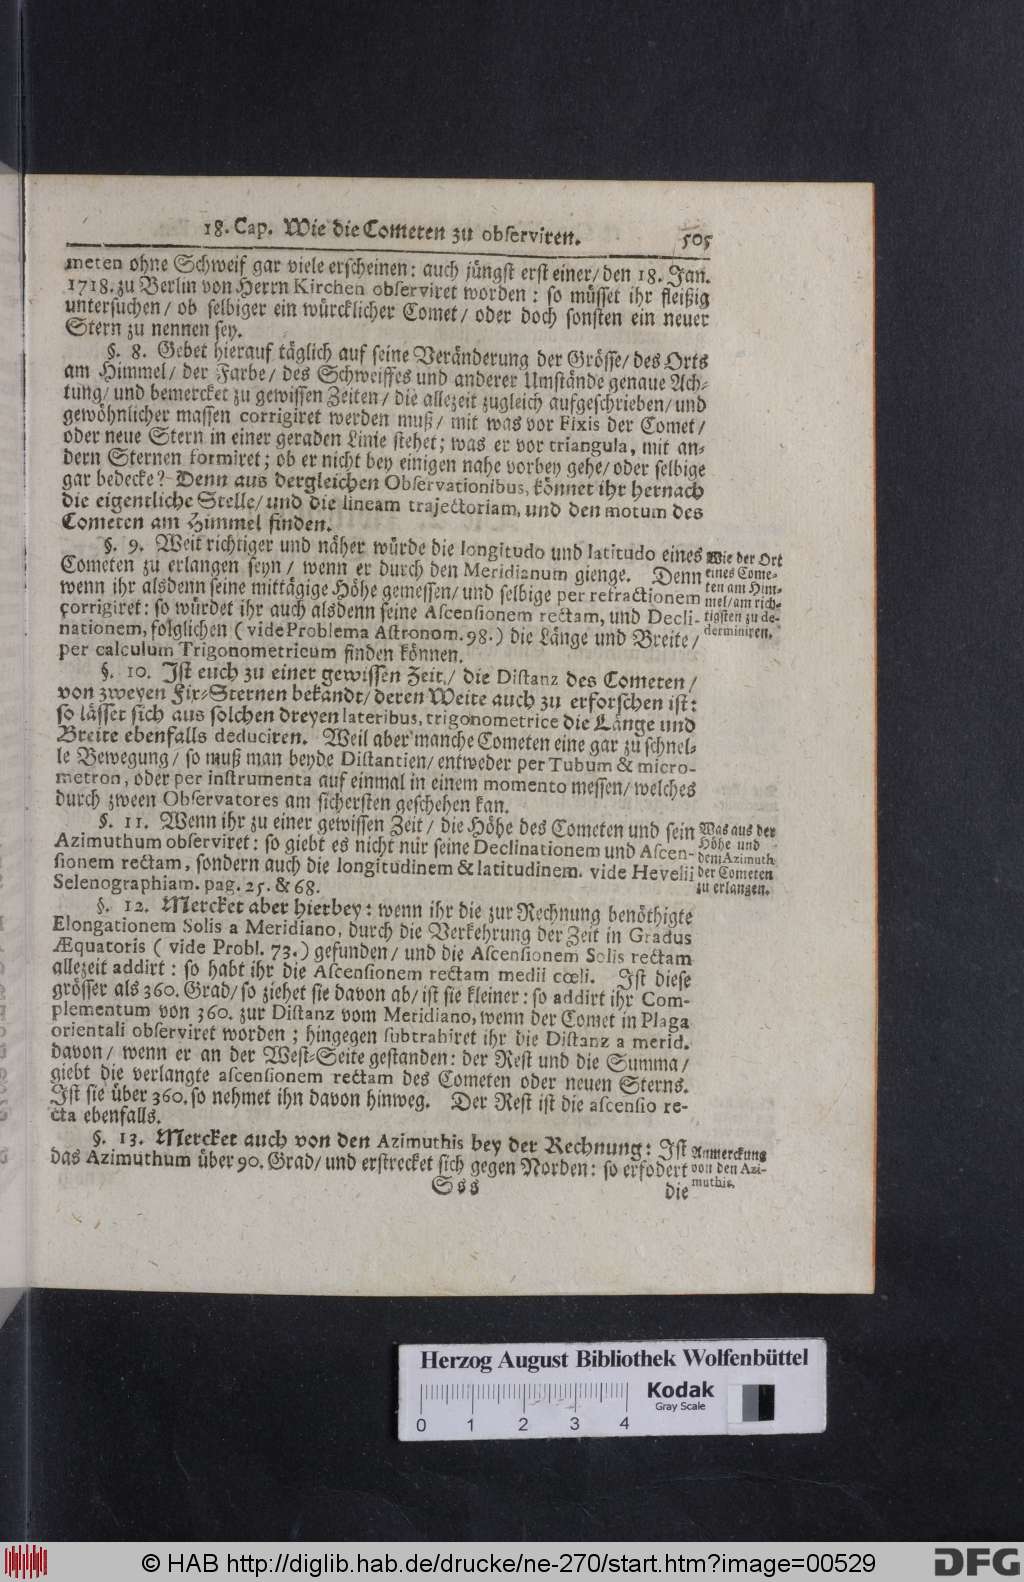 18. Cap. Wie die Cometen zu observiren. 505
meten ohne Schweif gar viele erscheinen: auch jüngst erst einer/ den 18. Jan.
1718. zu Berlin von Herrn Kirchen observiret worden: so müsset ihr fleißig
untersuchen/ ob selbiger ein würcklicher Comet/ oder doch sonsten ein neuer
Stern zu nennen sey.
§. 8. Gebet hierauf täglich auf seine Veränderung der Grösse/ des Orts
am Himmel/ der Farbe/ des Schweiffes und anderer Umstände genaue Ach-
tung/ und bemercket zu gewissen Zeiten/ die allezeit zugleich aufgeschrieben/ und
gewöhnlicher massen corrigiret werden muß/ mit was vor Fixis der Comet/
oder neue Stern in einer geraden Linie stehet; was er vor triangula, mit an-
dern Sternen formiret; ob er nicht bey einigen nahe vorbey gehe/ oder selbige
gar bedecke? Denn aus dergleichen Observationibus, könnet ihr hernach
die eigentliche Stelle/ und die lineam trajectoriam, und den motum des
Cometen am Himmel finden.
§. 9. Weit richtiger und näher würde die longitudo und latitudo eines
Cometen zu erlangen seyn/ wenn er durch den Meridianum gienge. Denn
wenn ihr alsdenn seine mittägige Höhe gemessen/ und selbige per refractionem
corrigiret: so würdet ihr auch alsdenn seine Ascensionem rectam, und Decli-
nationem, folglichen (vide Problema Astronom. 98.) die Länge und Breite/
per calculum Trigonometricum finden können.
Wie der Ort
eines Come-
ten am Him-
mel/ am rich-
tigsten zu de-
derminiren.
§. 10. Ist euch zu einer gewissen Zeit/ die Distanz des Cometen/
von zweyen Fix-Sternen bekandt/ deren Weite auch zu erforschen ist:
so lässet sich aus solchen dreyen lateribus, trigonometrice die Länge und
Breite ebenfalls deduciren. Weil aber manche Cometen eine gar zu schnel-
le Bewegung/ so muß man beyde Distantien/ entweder per Tubum & micro-
metron, oder per instrumenta auf einmal in einem momento messen/ welches
durch zween Observatores am sichersten geschehen kan.
§. 11. Wenn ihr zu einer gewissen Zeit/ die Höhe des Cometen und sein
Azimuthum observiret: so giebt es nicht nur seine Declinationem und Ascen-
sionem rectam, sondern auch die longitudinem & latitudinem. vide Hevelii
Selenographiam. pag. 25. & 68.
Was aus der
Höhe und
dem Azimuth
der Cometen
zu erlangen.
§. 12. Mercket aber hierbey: wenn ihr die zur Rechnung benöthigte
Elongationem Solis a Meridiano, durch die Verkehrung der Zeit in Gradus
Æquatoris (vide Probl. 73.) gefunden/ und die Ascensionem Solis rectam
allezeit addirt: so habt ihr die Ascensionem rectam medii cœli. Ist diese
grösser als 360. Grad/ so ziehet sie davon ab/ ist sie kleiner: so addirt ihr Com-
plementum von 360. zur Distanz vom Meridiano, wenn der Comet in Plaga
orientali observiret worden; hingegen subtrahiret ihr die Distanz a merid.
davon/ wenn er an der West-Seite gestanden: der Rest und die Summa/
giebt die verlangte ascensionem rectam des Cometen oder neuen Sterns.
Ist sie über 360. so nehmet ihn davon hinweg. Der Rest ist die ascensio re-
cta ebenfalls.
§. 13. Mercket auch von den Azimuthis bey der Rechnung: Ist
das Azimuthum über 90. Grad/ und erstrecket sich gegen Norden: so erfodert
Anmerckung
von den Azi-
muthis.
Sss die
Herzog August Bibliothek Wolfenbüttel
0 1 2 3 4
Kodak
Gray Scale
© HAB http://diglib.hab.de/drucke/ne-270/start.htm?image=00529
DFG